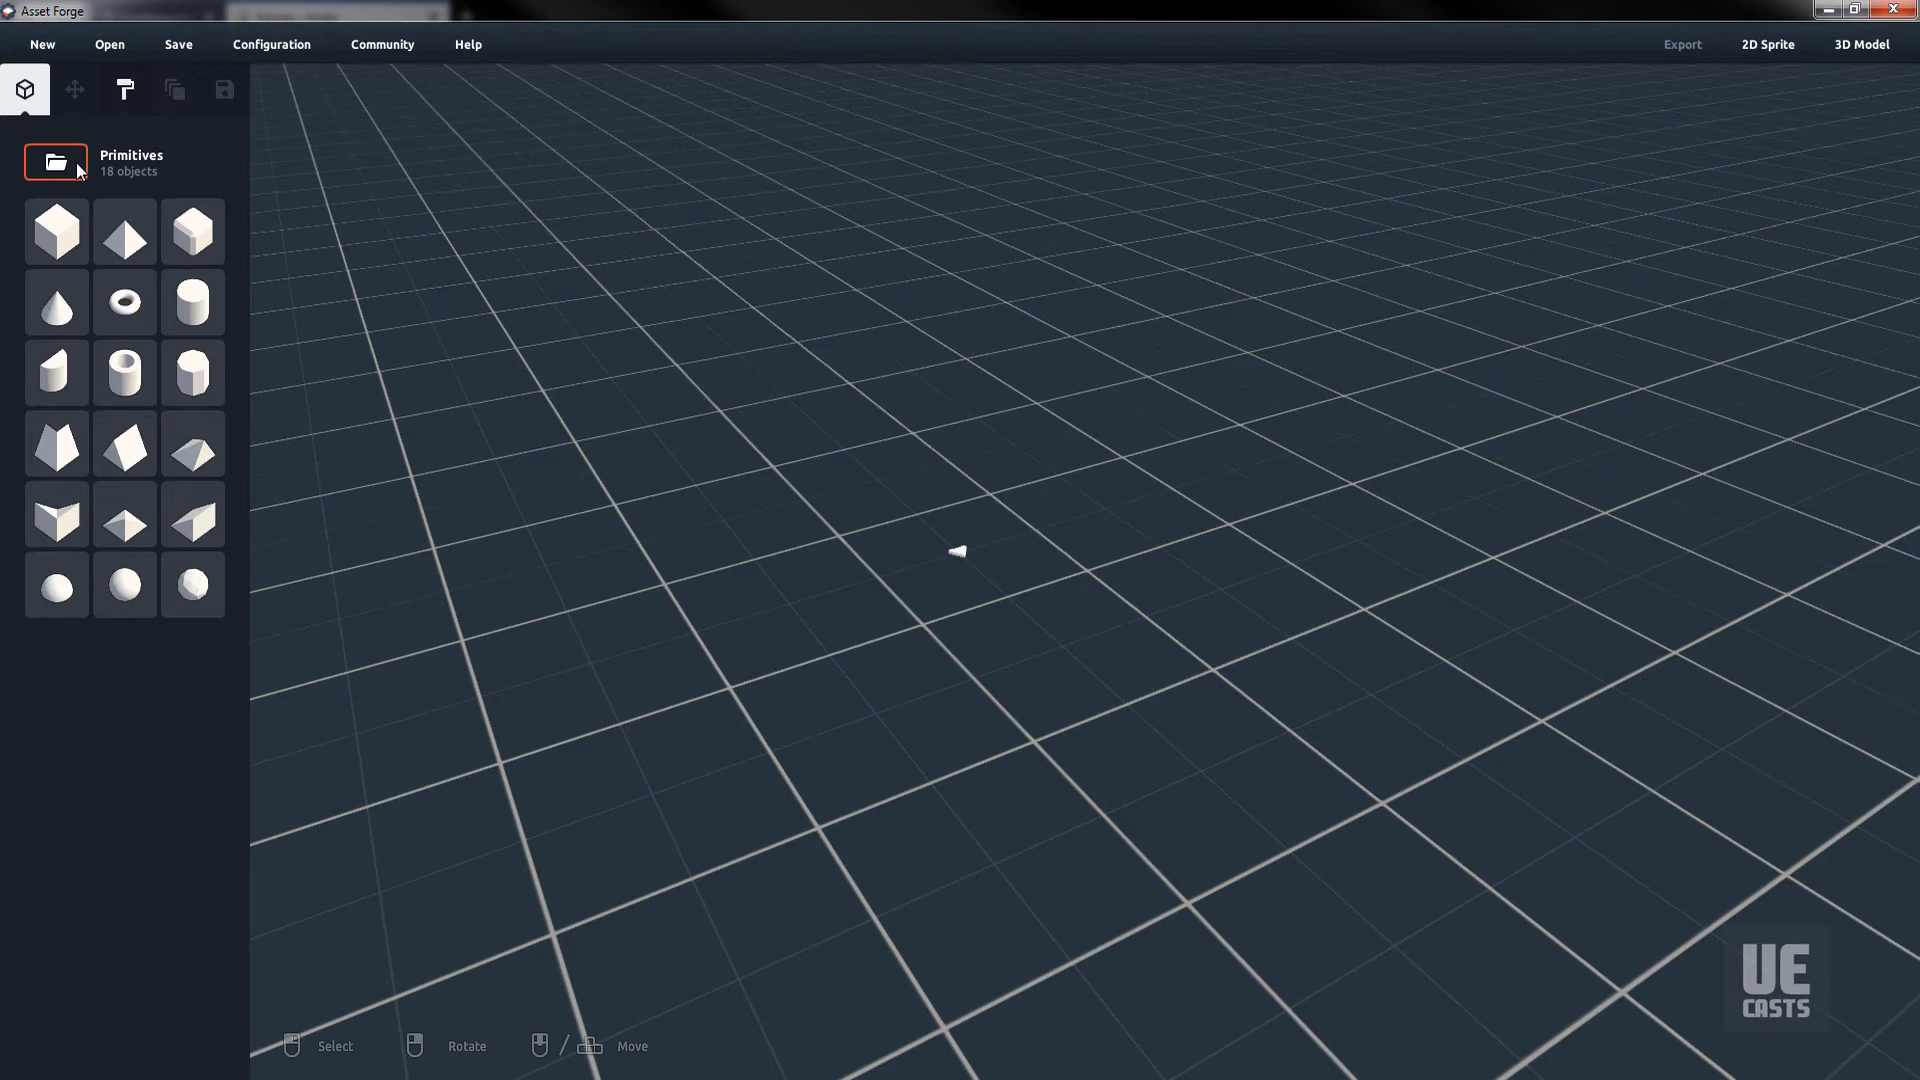 Asset Forge
New
Open
Save
Configuration
Community
Help
Export
2D Sprite
3D Model
Primitives
18 objects
Select
Rotate
/
Move
UE
CASTS